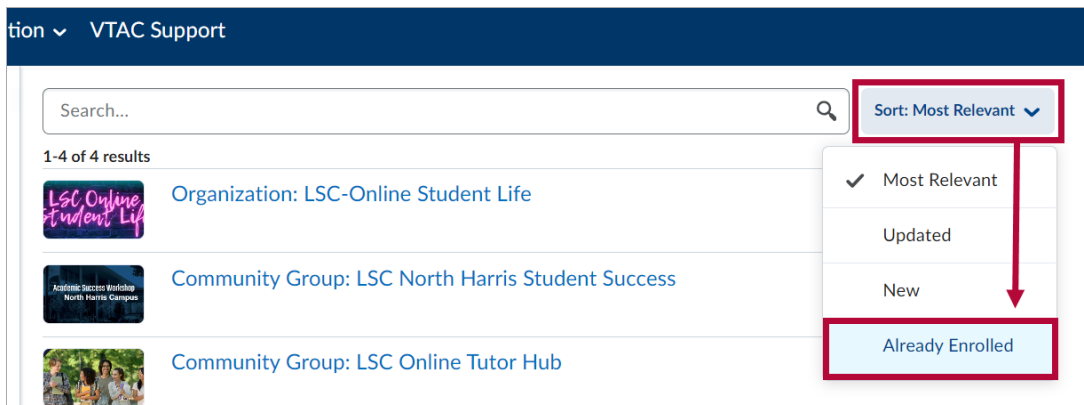 tion VTAC Support
Search...
Sort: Most Relevant
1-4 of 4 results
Most Relevant
Updated
New
Already Enrolled
LSC Online
Student Life
Organization: LSC-Online Student Life
Academic Success Workshop
North Harris Campus
Community Group: LSC North Harris Student Success
Community Group: LSC Online Tutor Hub